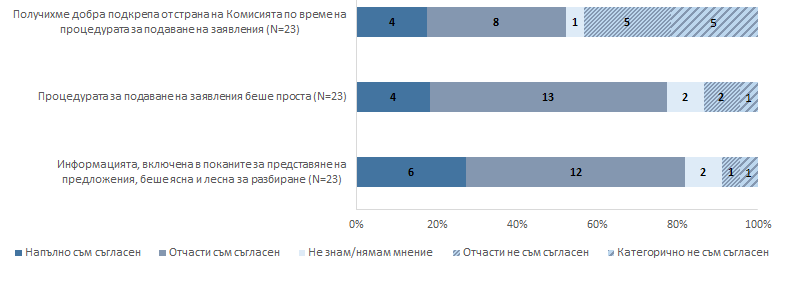 Получихме добра подкрепа от страна на Комисията по време на
процедурата за подаване на заявления (N=23)
4 8 1 5 5
Процедурата за подаване на заявления беше проста (N=23)
4 13 2 2 1
Информацията, включена в поканите за представяне на
предложения, беше ясна и лесна за разбиране (N=23)
6 12 2 1 1
0% 20% 40% 60% 80% 100%
Напълно съм съгласен Отчасти съм съгласен Не знам/нямам мнение Отчасти не съм съгласен Категорично не съм съгласен